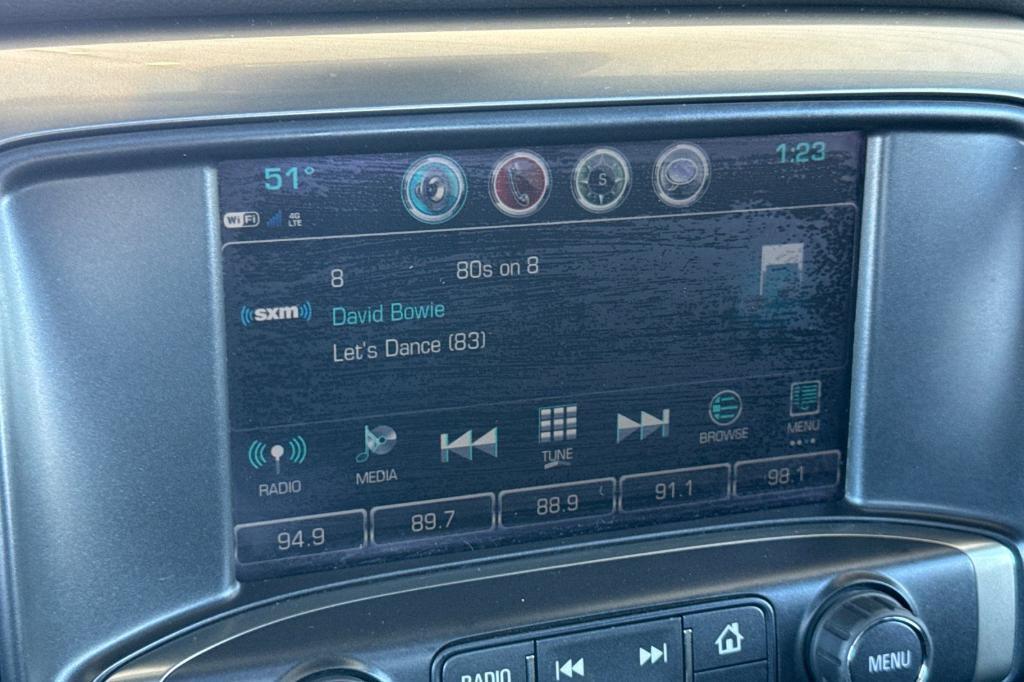 51° 1:23
WiFi 4G LTE
S
8 80s on 8
sxm
David Bowie
Let's Dance (83)
RADIO MEDIA TUNE BROWSE MENU
94.9 89.7 88.9 91.1 98.1
RADIO MENU